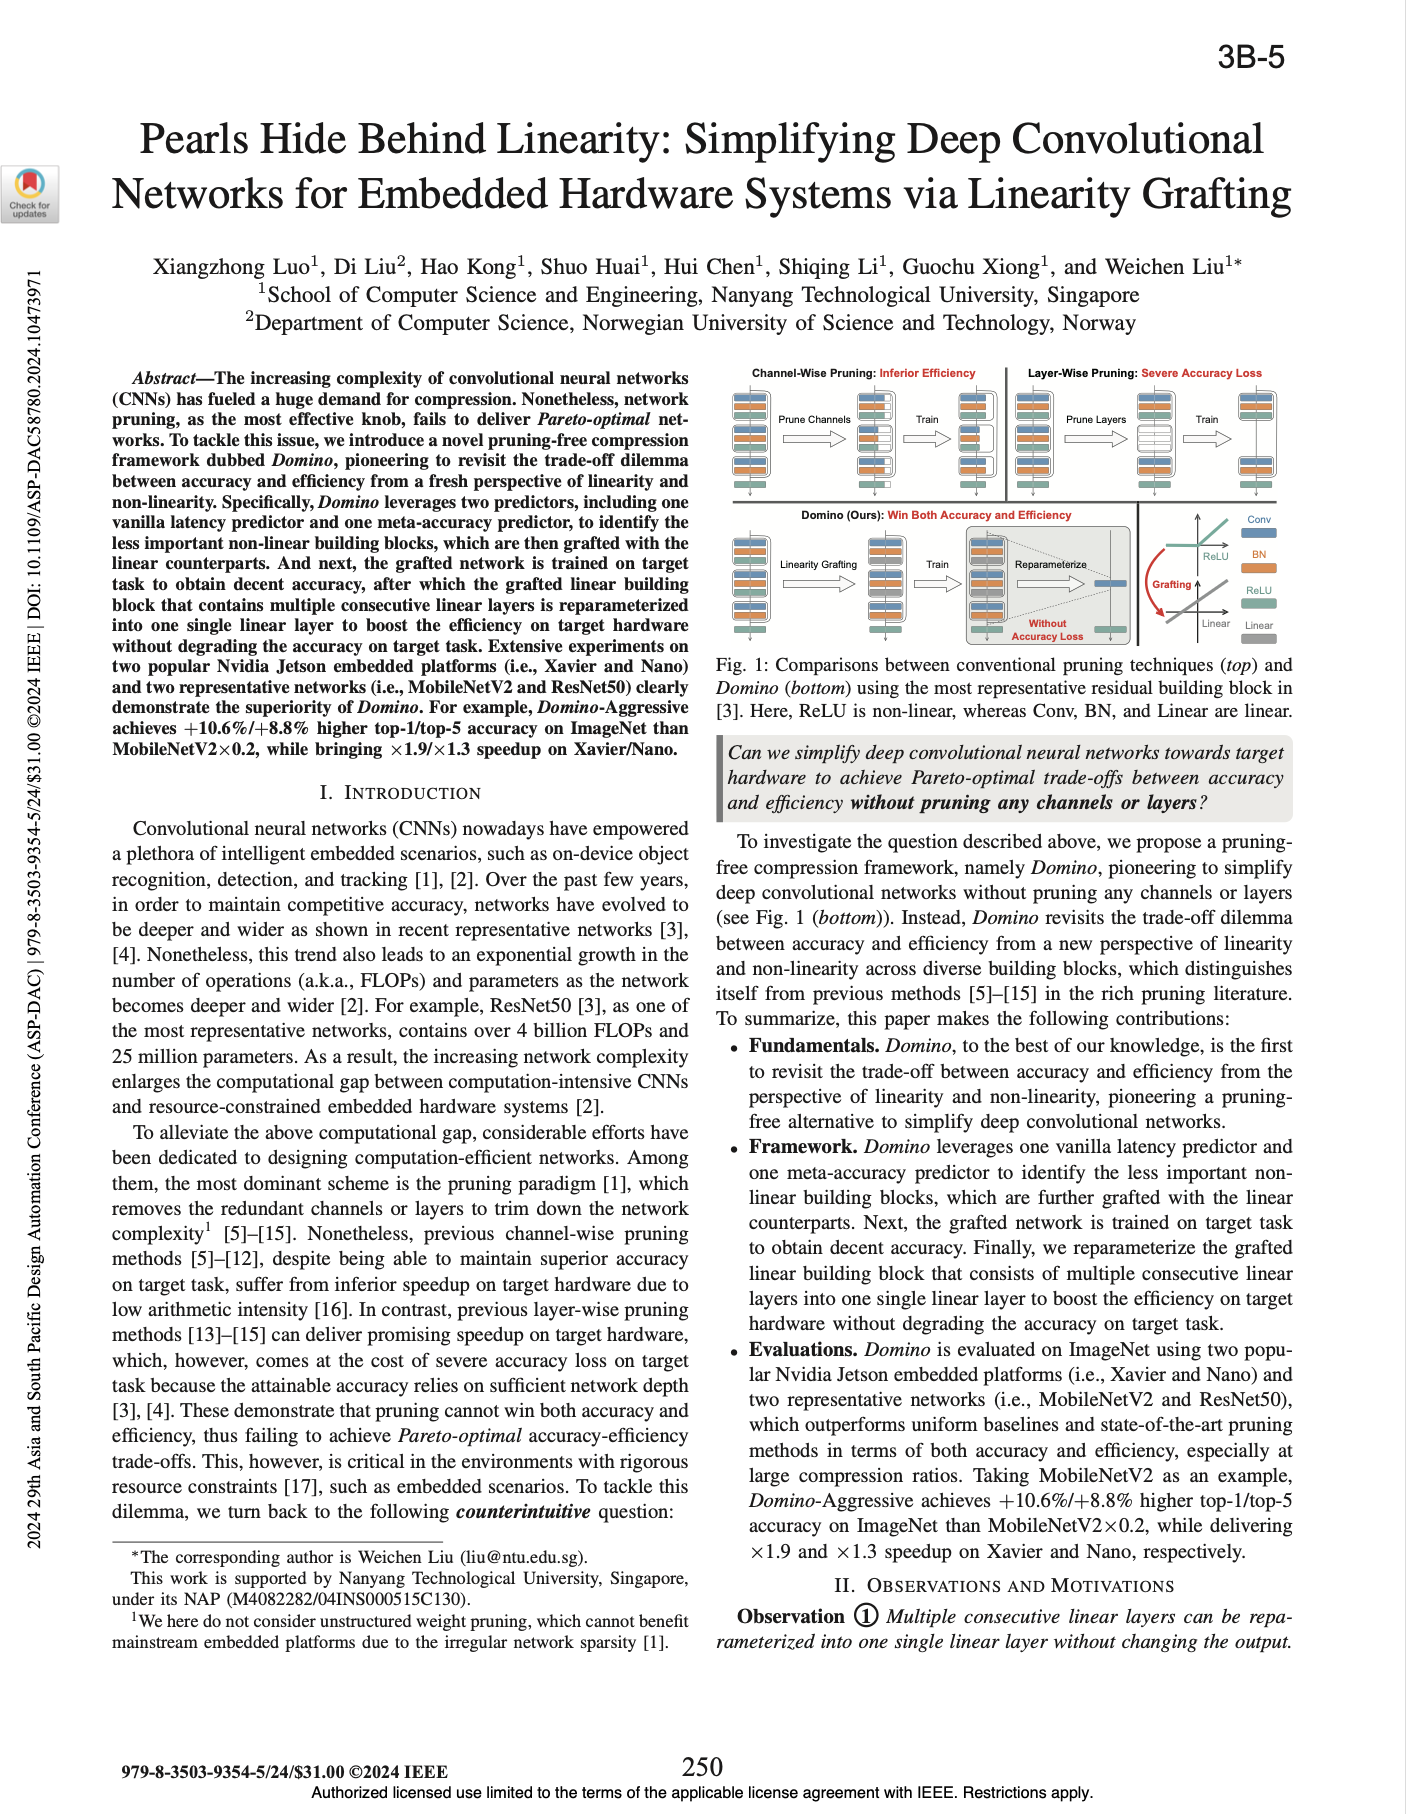 3B-5
Pearls Hide Behind Linearity: Simplifying Deep Convolutional
Networks for Embedded Hardware Systems via Linearity Grafting
Check for
updates
2024 29th Asia and South Pacific Design Automation Conference (ASP-DAC) | 979-8-3503-9354-5/24/$31.00 ©2024 IEEE | DOI: 10.1109/ASP-DAC58780.2024.10473971
Xiangzhong Luo¹, Di Liu², Hao Kong¹, Shuo Huai¹, Hui Chen¹, Shiqing Li¹, Guochu Xiong¹, and Weichen Liu¹*
¹School of Computer Science and Engineering, Nanyang Technological University, Singapore
²Department of Computer Science, Norwegian University of Science and Technology, Norway
Abstract—The increasing complexity of convolutional neural networks
(CNNs) has fueled a huge demand for compression. Nonetheless, network
pruning, as the most effective knob, fails to deliver Pareto-optimal net-
works. To tackle this issue, we introduce a novel pruning-free compression
framework dubbed Domino, pioneering to revisit the trade-off dilemma
between accuracy and efficiency from a fresh perspective of linearity and
non-linearity. Specifically, Domino leverages two predictors, including one
vanilla latency predictor and one meta-accuracy predictor, to identify the
less important non-linear building blocks, which are then grafted with the
linear counterparts. And next, the grafted network is trained on target
task to obtain decent accuracy, after which the grafted linear building
block that contains multiple consecutive linear layers is reparameterized
into one single linear layer to boost the efficiency on target hardware
without degrading the accuracy on target task. Extensive experiments on
two popular Nvidia Jetson embedded platforms (i.e., Xavier and Nano)
and two representative networks (i.e., MobileNetV2 and ResNet50) clearly
demonstrate the superiority of Domino. For example, Domino-Aggressive
achieves +10.6%/+8.8% higher top-1/top-5 accuracy on ImageNet than
MobileNetV2×0.2, while bringing ×1.9/×1.3 speedup on Xavier/Nano.
I. INTRODUCTION
Convolutional neural networks (CNNs) nowadays have empowered
a plethora of intelligent embedded scenarios, such as on-device object
recognition, detection, and tracking [1], [2]. Over the past few years,
in order to maintain competitive accuracy, networks have evolved to
be deeper and wider as shown in recent representative networks [3],
[4]. Nonetheless, this trend also leads to an exponential growth in the
number of operations (a.k.a., FLOPs) and parameters as the network
becomes deeper and wider [2]. For example, ResNet50 [3], as one of
the most representative networks, contains over 4 billion FLOPs and
25 million parameters. As a result, the increasing network complexity
enlarges the computational gap between computation-intensive CNNs
and resource-constrained embedded hardware systems [2].
To alleviate the above computational gap, considerable efforts have
been dedicated to designing computation-efficient networks. Among
them, the most dominant scheme is the pruning paradigm [1], which
removes the redundant channels or layers to trim down the network
complexity¹ [5]–[15]. Nonetheless, previous channel-wise pruning
methods [5]–[12], despite being able to maintain superior accuracy
on target task, suffer from inferior speedup on target hardware due to
low arithmetic intensity [16]. In contrast, previous layer-wise pruning
methods [13]–[15] can deliver promising speedup on target hardware,
which, however, comes at the cost of severe accuracy loss on target
task because the attainable accuracy relies on sufficient network depth
[3], [4]. These demonstrate that pruning cannot win both accuracy and
efficiency, thus failing to achieve Pareto-optimal accuracy-efficiency
trade-offs. This, however, is critical in the environments with rigorous
resource constraints [17], such as embedded scenarios. To tackle this
dilemma, we turn back to the following counterintuitive question:
*The corresponding author is Weichen Liu (liu@ntu.edu.sg).
This work is supported by Nanyang Technological University, Singapore,
under its NAP (M4082282/04INS000515C130).
¹We here do not consider unstructured weight pruning, which cannot benefit
mainstream embedded platforms due to the irregular network sparsity [1].
Channel-Wise Pruning: Inferior Efficiency
Prune Channels
Train
Layer-Wise Pruning: Severe Accuracy Loss
Prune Layers
Train
Domino (Ours): Win Both Accuracy and Efficiency
Linearity Grafting
Train
Reparameterize
Without
Accuracy Loss
ReLU
Grafting
Linear
Conv
BN
ReLU
Linear
Fig. 1: Comparisons between conventional pruning techniques (top) and
Domino (bottom) using the most representative residual building block in
[3]. Here, ReLU is non-linear, whereas Conv, BN, and Linear are linear.
Can we simplify deep convolutional neural networks towards target
hardware to achieve Pareto-optimal trade-offs between accuracy
and efficiency without pruning any channels or layers?
To investigate the question described above, we propose a pruning-
free compression framework, namely Domino, pioneering to simplify
deep convolutional networks without pruning any channels or layers
(see Fig. 1 (bottom)). Instead, Domino revisits the trade-off dilemma
between accuracy and efficiency from a new perspective of linearity
and non-linearity across diverse building blocks, which distinguishes
itself from previous methods [5]–[15] in the rich pruning literature.
To summarize, this paper makes the following contributions:
• Fundamentals. Domino, to the best of our knowledge, is the first
to revisit the trade-off between accuracy and efficiency from the
perspective of linearity and non-linearity, pioneering a pruning-
free alternative to simplify deep convolutional networks.
• Framework. Domino leverages one vanilla latency predictor and
one meta-accuracy predictor to identify the less important non-
linear building blocks, which are further grafted with the linear
counterparts. Next, the grafted network is trained on target task
to obtain decent accuracy. Finally, we reparameterize the grafted
linear building block that consists of multiple consecutive linear
layers into one single linear layer to boost the efficiency on target
hardware without degrading the accuracy on target task.
• Evaluations. Domino is evaluated on ImageNet using two popu-
lar Nvidia Jetson embedded platforms (i.e., Xavier and Nano) and
two representative networks (i.e., MobileNetV2 and ResNet50),
which outperforms uniform baselines and state-of-the-art pruning
methods in terms of both accuracy and efficiency, especially at
large compression ratios. Taking MobileNetV2 as an example,
Domino-Aggressive achieves +10.6%/+8.8% higher top-1/top-5
accuracy on ImageNet than MobileNetV2×0.2, while delivering
×1.9 and ×1.3 speedup on Xavier and Nano, respectively.
II. OBSERVATIONS AND MOTIVATIONS
Observation ① Multiple consecutive linear layers can be repa-
rameterized into one single linear layer without changing the output.
979-8-3503-9354-5/24/$31.00 ©2024 IEEE
250
Authorized licensed use limited to the terms of the applicable license agreement with IEEE. Restrictions apply.